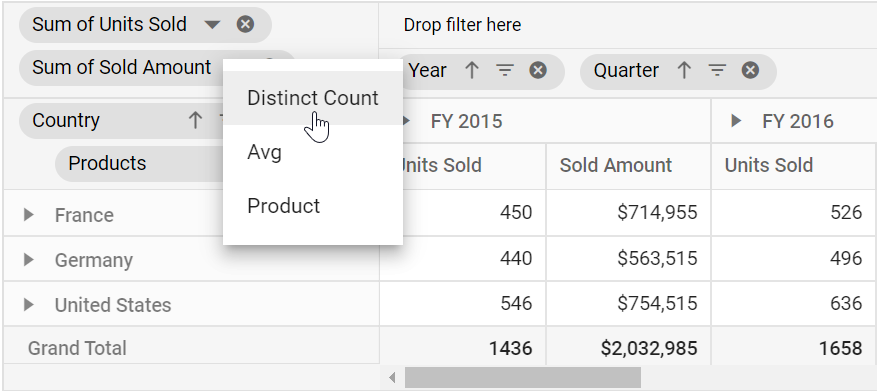 Sum of Units Sold
Drop filter here
Sum of Sold Amount
Year
Quarter
Distinct Count
Avg
Product
Country
Products
FY 2015
FY 2016
Units Sold
Sold Amount
Units Sold
France
450
$714,955
526
Germany
440
$563,515
496
United States
546
$754,515
636
Grand Total
1436
$2,032,985
1658